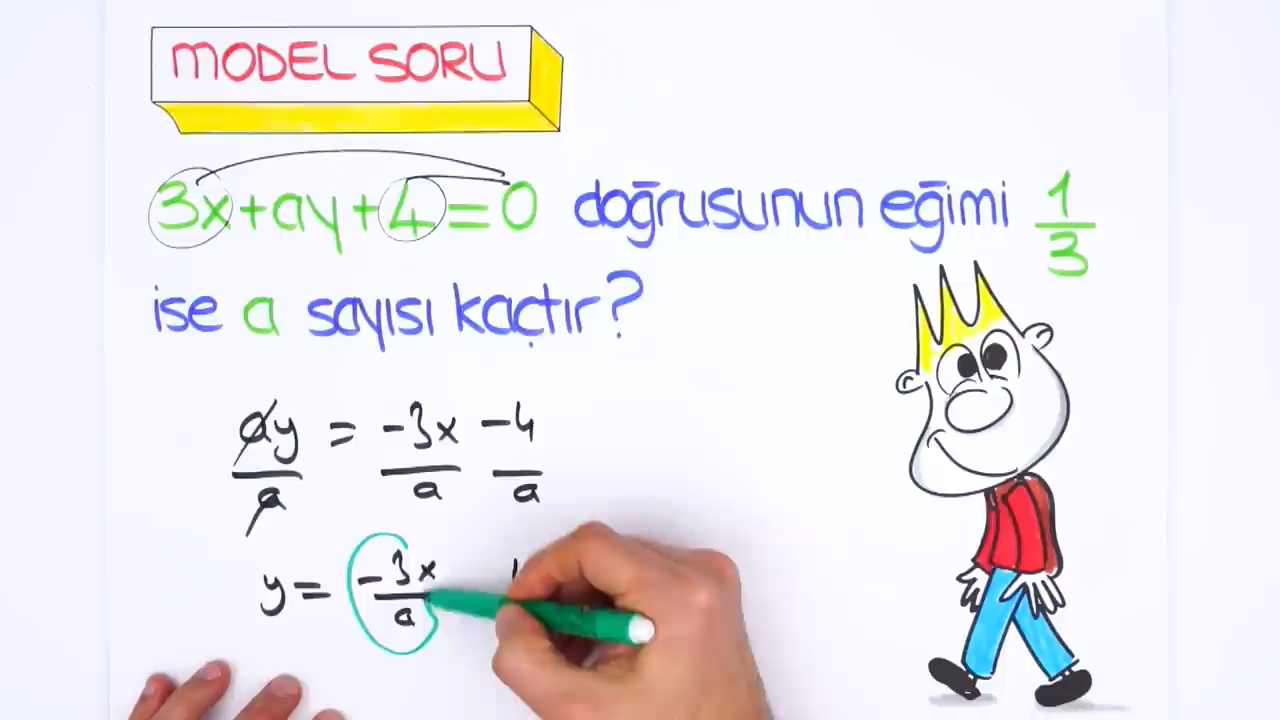 MODEL SORU
3x+ay+4=0 doğrusunun eğimi 1/3
ise a sayısı kaçtır?
ay/a = -3x/a -4/a
y= -3x/a